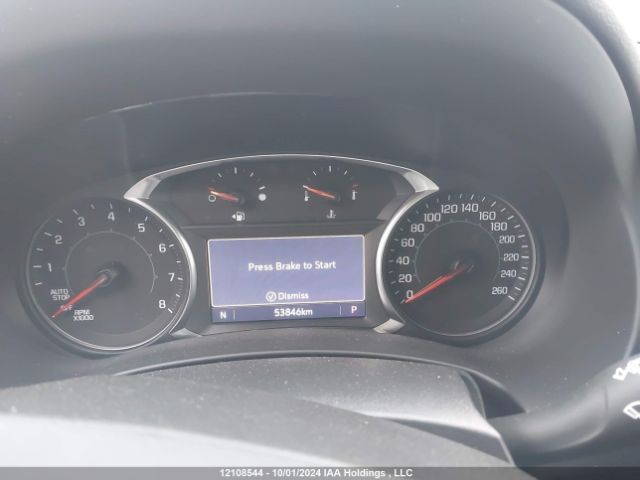 1 2 3 4 5 6 7 8
AUTO STOP
RPM X1000
Press Brake to Start
Dismiss
N 53846km P
0 20 40 60 80 100 120 140 160 180 200 220 240 260
12108544 - 10/01/2024 IAA Holdings , LLC